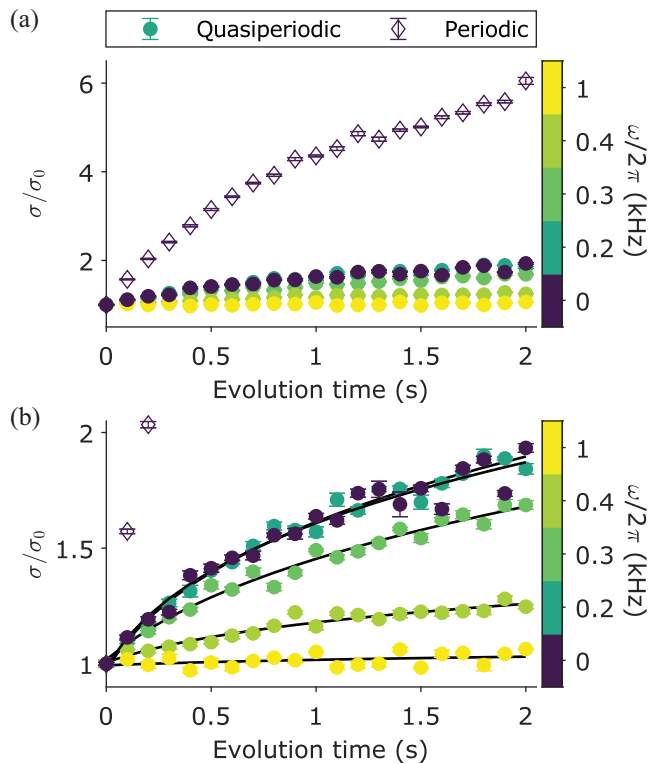 (a)
Quasiperiodic Periodic
6
4
2
σ/σ0
0 0.5 1 1.5 2
Evolution time (s)
1
0.4
0.3
0.2
0
ω/2π (kHz)
(b)
2
1.5
1
σ/σ0
0 0.5 1 1.5 2
Evolution time (s)
1
0.4
0.3
0.2
0
ω/2π (kHz)